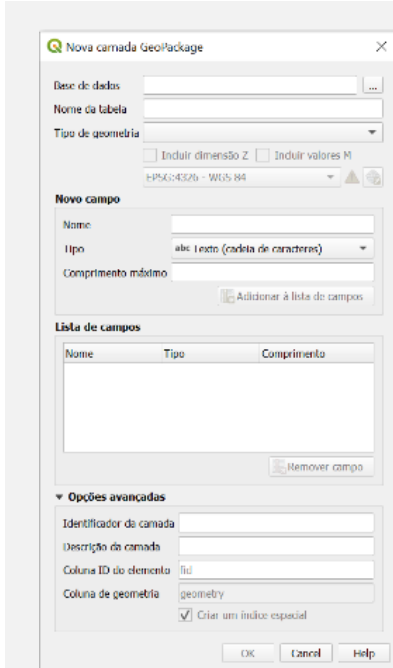 Nova camada GeoPackage
Base de dados
...
Nome da tabela
Tipo de geometria
Incluir dimensão Z Incluir valores M
EPSG:4326 - WGS 84
Novo campo
Nome
Tipo abc Texto (cadeia de caracteres)
Comprimento máximo
Adicionar à lista de campos
Lista de campos
Nome Tipo Comprimento
Remover campo
Opções avançadas
Identificador da camada
Descrição da camada
Coluna ID do elemento fid
Coluna de geometria geometry
Criar um índice espacial
OK Cancel Help